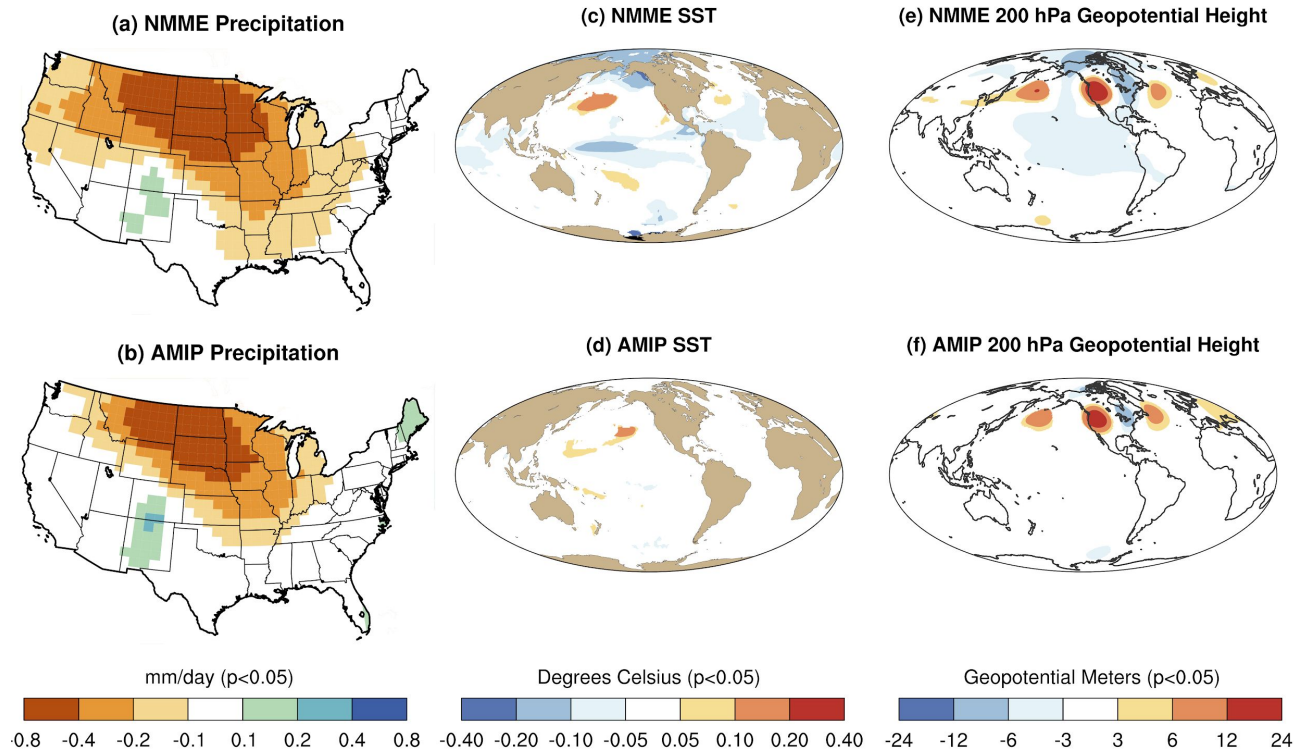 (a) NMME Precipitation
(c) NMME SST
(e) NMME 200 hPa Geopotential Height
(b) AMIP Precipitation
(d) AMIP SST
(f) AMIP 200 hPa Geopotential Height
mm/day (p<0.05)
-0.8 -0.4 -0.2 -0.1 0.1 0.2 0.4 0.8
Degrees Celsius (p<0.05)
-0.40 -0.20 -0.10 -0.05 0.05 0.10 0.20 0.40
Geopotential Meters (p<0.05)
-24 -12 -6 -3 3 6 12 24